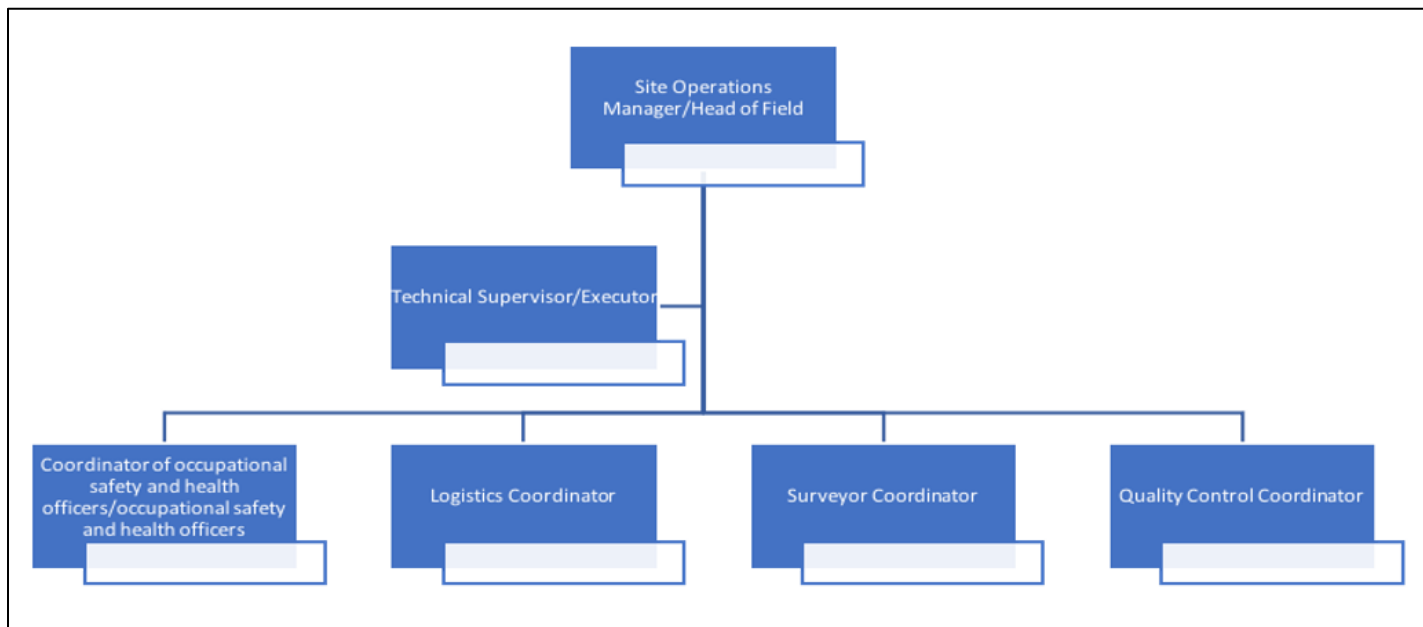 Site Operations
Manager/Head of Field
Technical Supervisor/Executor
Coordinator of occupational
safety and health
officers/occupational safety
and health officers
Logistics Coordinator
Surveyor Coordinator
Quality Control Coordinator